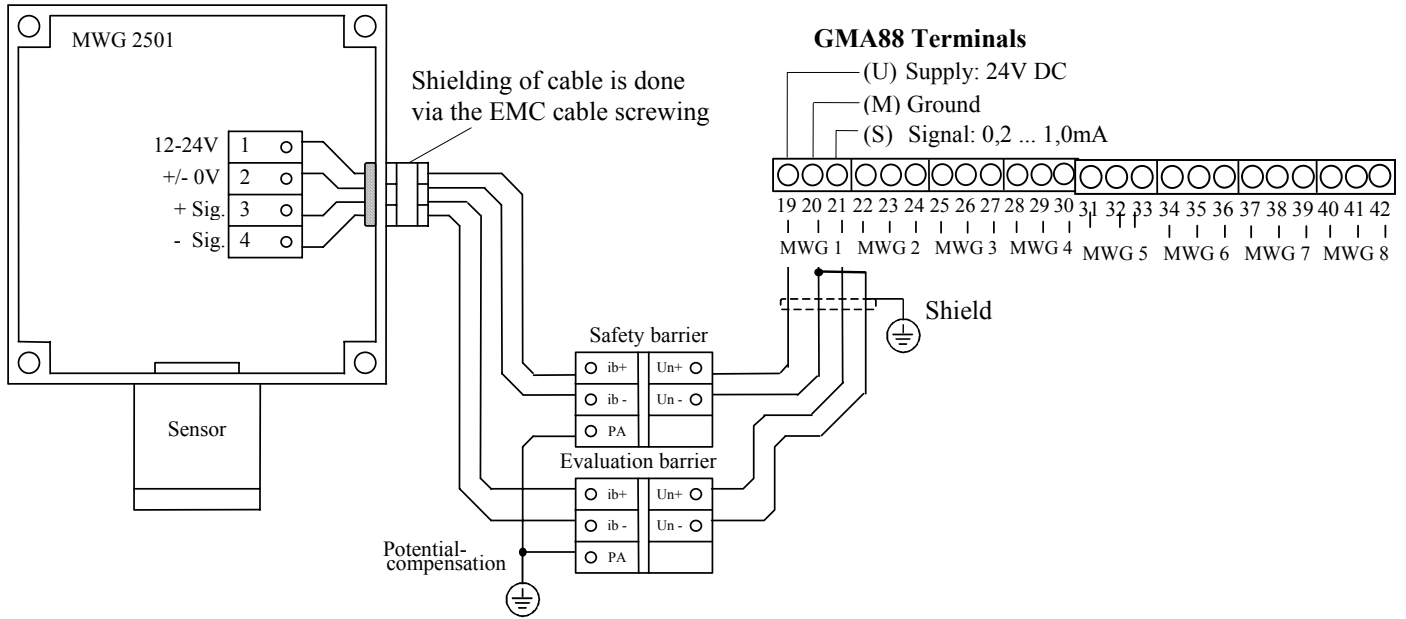 MWG 2501
12-24V 1
+/- 0V 2
+ Sig. 3
- Sig. 4
Sensor
Shielding of cable is done
via the EMC cable screwing
GMA88 Terminals
(U) Supply: 24V DC
(M) Ground
(S) Signal: 0,2 ... 1,0mA
19 20 21 22 23 24 25 26 27 28 29 30 31 32 33 34 35 36 37 38 39 40 41 42
MWG 1 MWG 2 MWG 3 MWG 4 MWG 5 MWG 6 MWG 7 MWG 8
Shield
Safety barrier
ib+ Un+
ib - Un -
PA
Evaluation barrier
ib+ Un+
ib - Un -
PA
Potential-
compensation